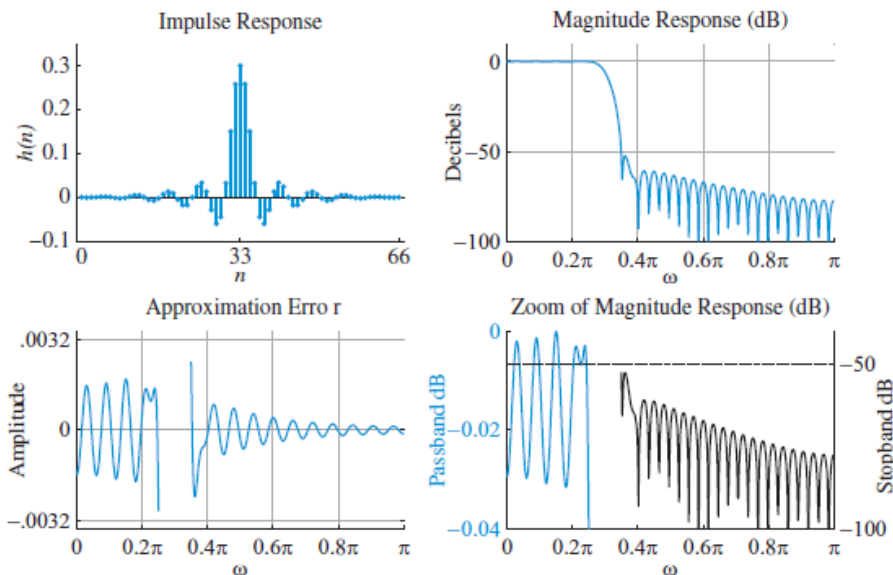 Impulse Response
h(n)
0.3
0.2
0.1
0
−0.1
0
33
66
n
Magnitude Response (dB)
Decibels
0
−50
−100
0
0.2π
0.4π
0.6π
0.8π
π
ω
Approximation Erro r
Amplitude
.0032
0
−.0032
0
0.2π
0.4π
0.6π
0.8π
π
ω
Zoom of Magnitude Response (dB)
Passband dB
0
−0.02
−0.04
−50
−100
Stopband dB
0
0.2π
0.4π
0.6π
0.8π
π
ω